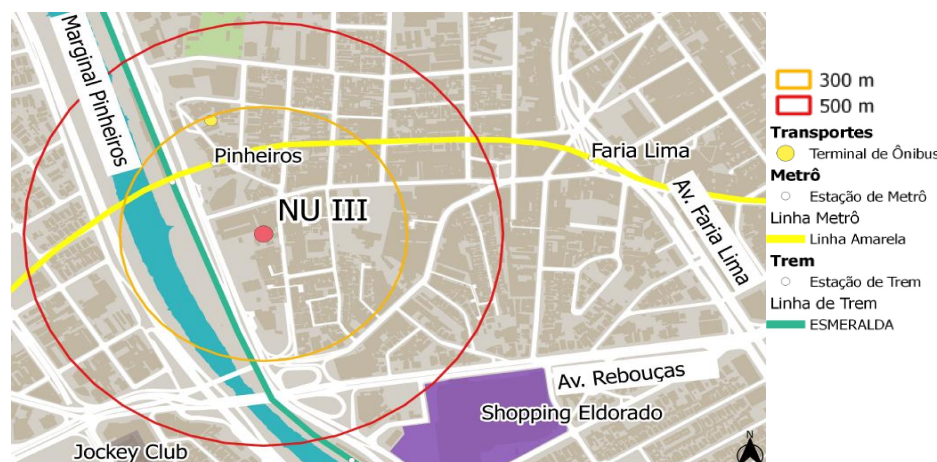 Marginal Pinheiros
Pinheiros
Faria Lima
NU III
Av. Faria Lima
Av. Rebouças
Shopping Eldorado
Jockey Club
N
300 m
500 m
Transportes
Terminal de Ônibus
Metrô
Estação de Metrô
Linha Metrô
Linha Amarela
Trem
Estação de Trem
Linha de Trem
ESMERALDA